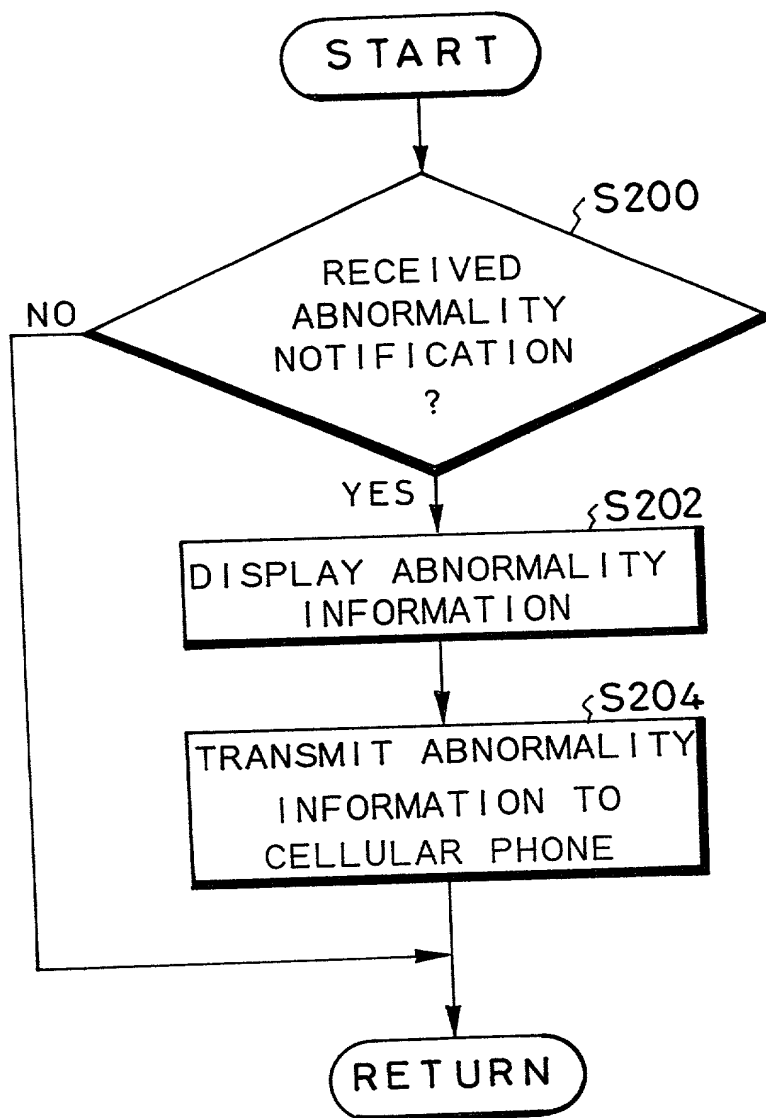 START
S200
RECEIVED
ABNORMALITY
NOTIFICATION
?
NO
YES
S202
DISPLAY ABNORMALITY
INFORMATION
S204
TRANSMIT ABNORMALITY
INFORMATION TO
CELLULAR PHONE
RETURN